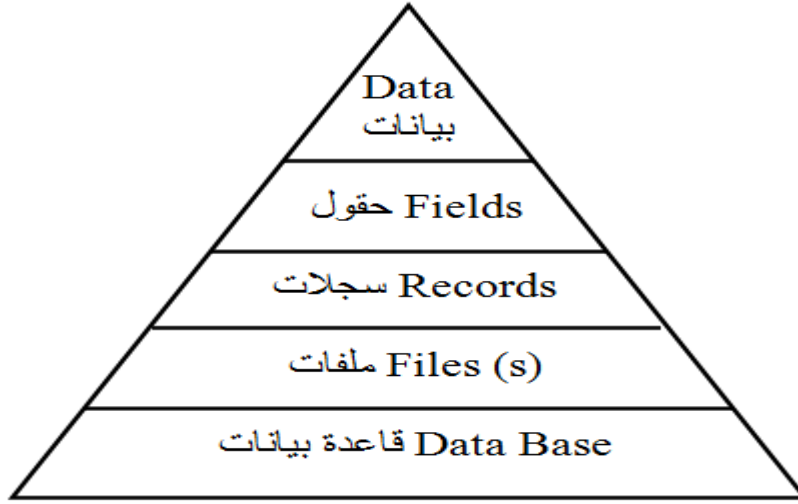 Data
بيانات
حقول Fields
سجلات Records
ملفات Files (s)
قاعدة بيانات Data Base